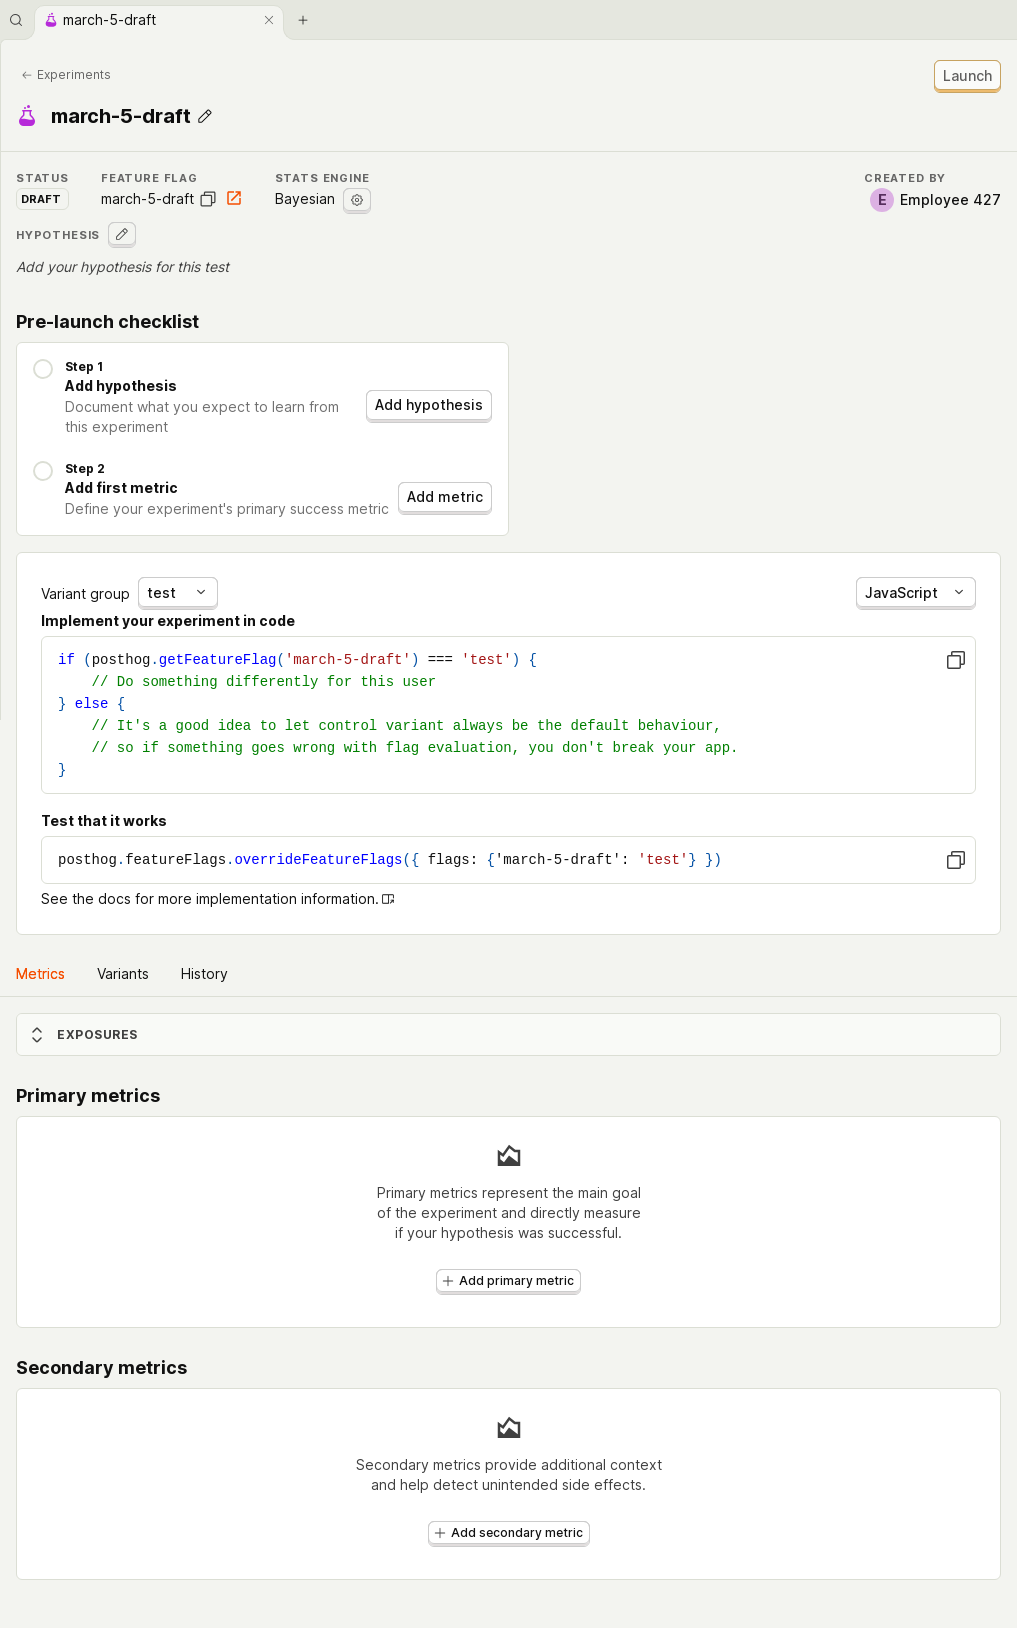 march-5-draft
Experiments
Launch
march-5-draft
STATUS
FEATURE FLAG
STATS ENGINE
CREATED BY
DRAFT
march-5-draft
Bayesian
E
Employee 427
HYPOTHESIS
Add your hypothesis for this test
Pre-launch checklist
Step 1
Add hypothesis
Document what you expect to learn from
this experiment
Add hypothesis
Step 2
Add first metric
Define your experiment's primary success metric
Add metric
Variant group
test
JavaScript
Implement your experiment in code
if (posthog.getFeatureFlag('march-5-draft') === 'test') {
    // Do something differently for this user
} else {
    // It's a good idea to let control variant always be the default behaviour,
    // so if something goes wrong with flag evaluation, you don't break your app.
}
Test that it works
posthog.featureFlags.overrideFeatureFlags({ flags: {'march-5-draft': 'test'} })
See the docs for more implementation information.
Metrics
Variants
History
EXPOSURES
Primary metrics
Primary metrics represent the main goal
of the experiment and directly measure
if your hypothesis was successful.
Add primary metric
Secondary metrics
Secondary metrics provide additional context
and help detect unintended side effects.
Add secondary metric